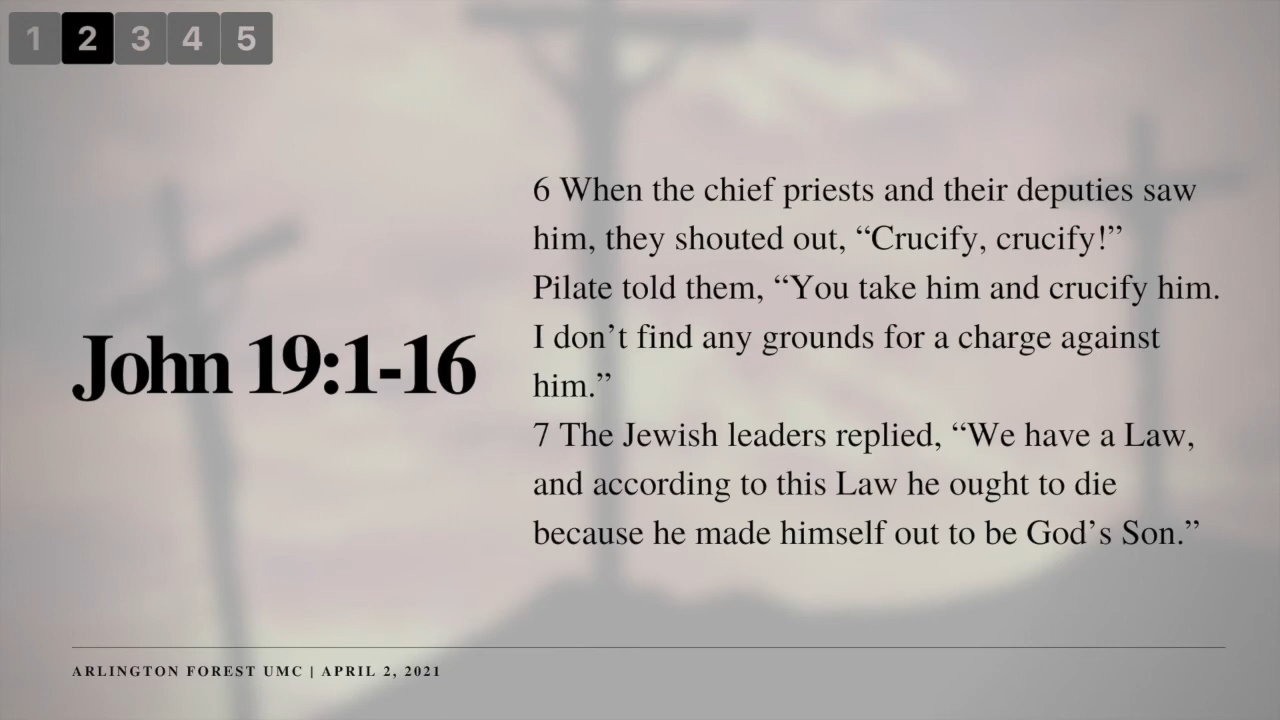 1 2 3 4 5
John 19:1-16
6 When the chief priests and their deputies saw
him, they shouted out, “Crucify, crucify!”
Pilate told them, “You take him and crucify him.
I don’t find any grounds for a charge against
him.”
7 The Jewish leaders replied, “We have a Law,
and according to this Law he ought to die
because he made himself out to be God’s Son.”
ARLINGTON FOREST UMC | APRIL 2, 2021